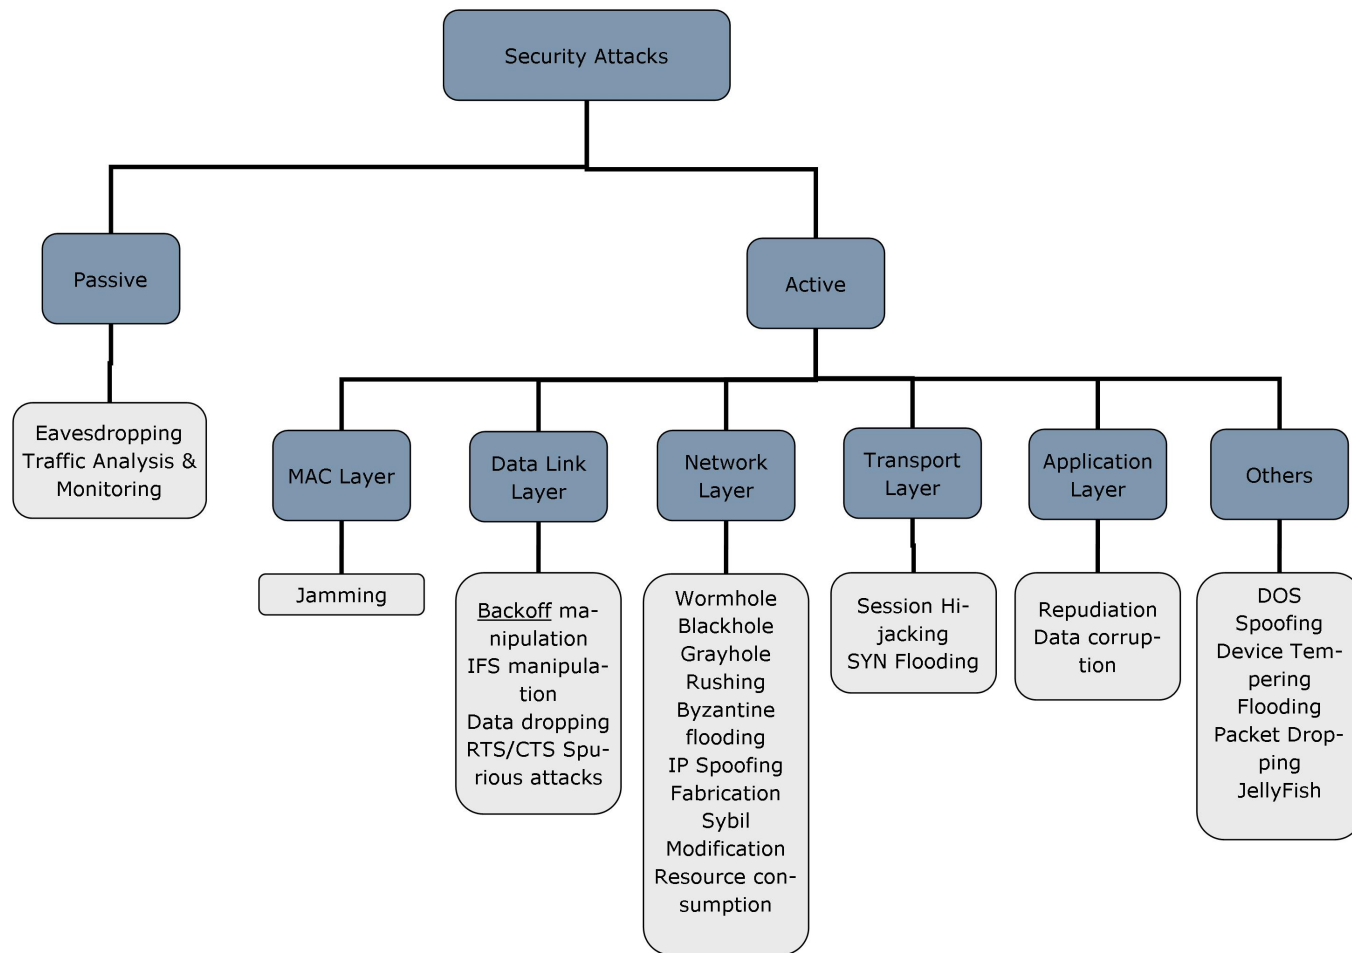 Security Attacks
Passive
Active
Eavesdropping
Traffic Analysis &
Monitoring
MAC Layer
Data Link
Layer
Network
Layer
Transport
Layer
Application
Layer
Others
Jamming
Backoff ma-
nipulation
IFS manipula-
tion
Data dropping
RTS/CTS Spu-
rious attacks
Wormhole
Blackhole
Grayhole
Rushing
Byzantine
flooding
IP Spoofing
Fabrication
Sybil
Modification
Resource con-
sumption
Session Hi-
jacking
SYN Flooding
Repudiation
Data corrup-
tion
DOS
Spoofing
Device Tem-
pering
Flooding
Packet Drop-
ping
JellyFish